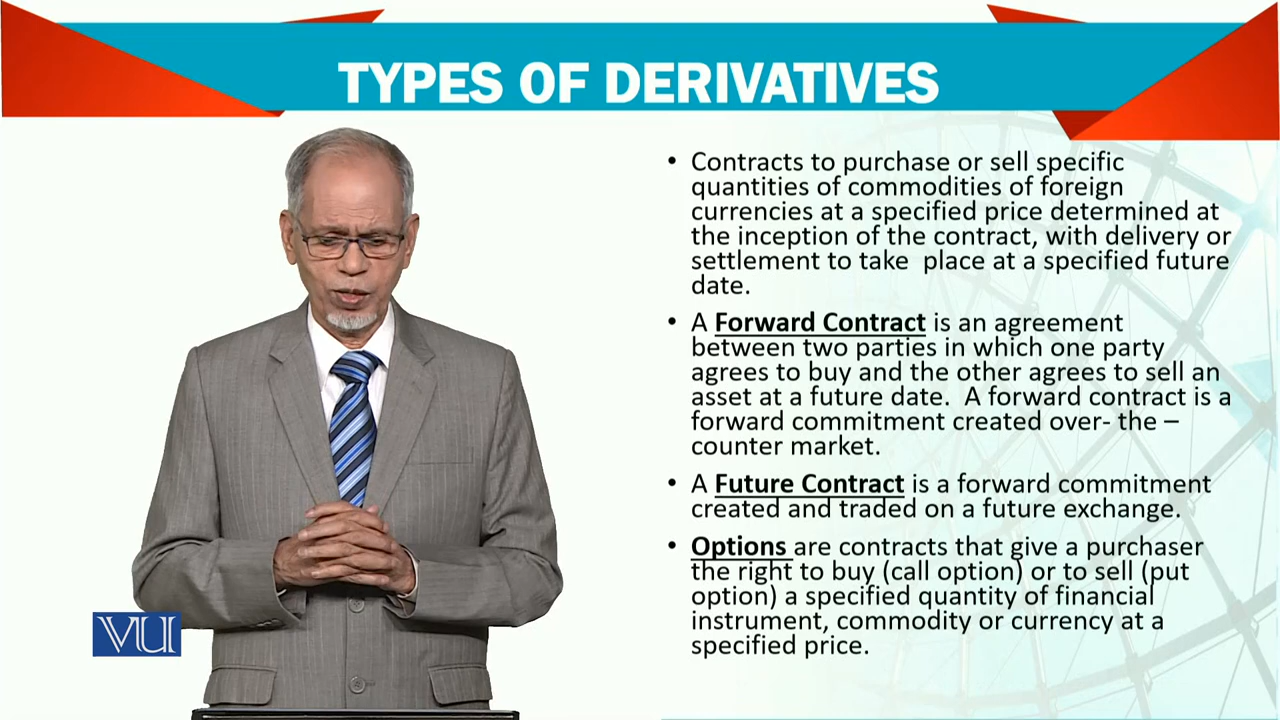 TYPES OF DERIVATIVES
• Contracts to purchase or sell specific
quantities of commodities of foreign
currencies at a specified price determined at
the inception of the contract, with delivery or
settlement to take  place at a specified future
date.
• A Forward Contract is an agreement
between two parties in which one party
agrees to buy and the other agrees to sell an
asset at a future date.  A forward contract is a
forward commitment created over- the –
counter market.
• A Future Contract is a forward commitment
created and traded on a future exchange.
• Options are contracts that give a purchaser
the right to buy (call option) or to sell (put
option) a specified quantity of financial
instrument, commodity or currency at a
specified price.
VU